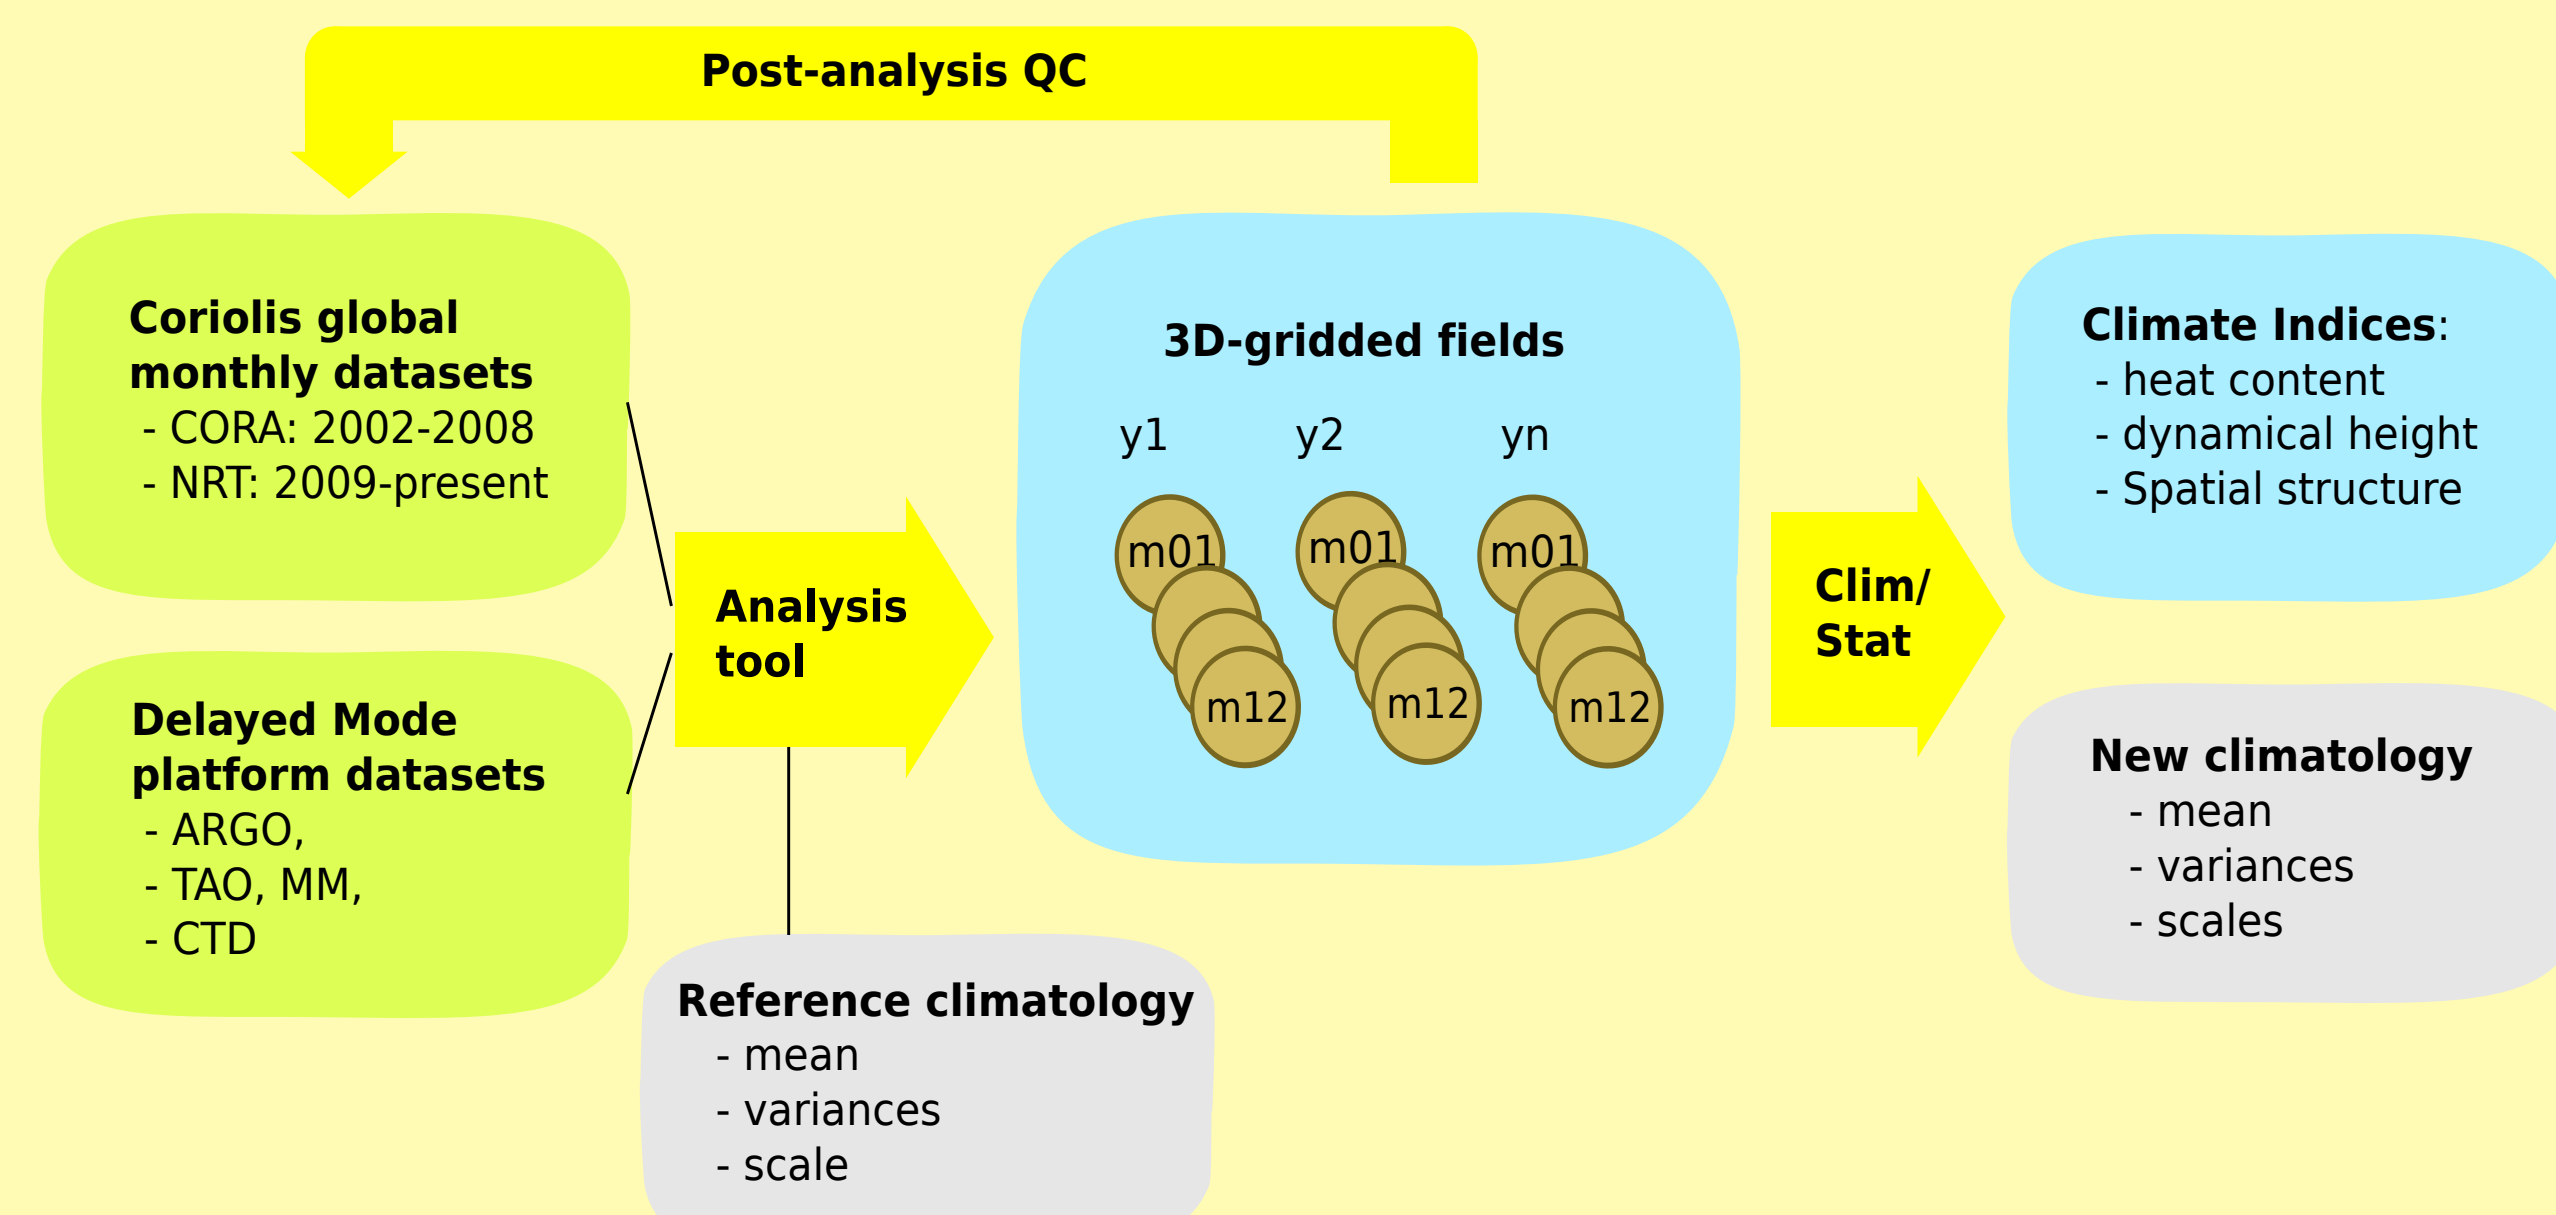 Post-analysis QC
Coriolis global
monthly datasets
- CORA: 2002-2008
- NRT: 2009-present
Delayed Mode
platform datasets
- ARGO,
- TAO, MM,
- CTD
Analysis
tool
Reference climatology
- mean
- variances
- scale
3D-gridded fields
y1 y2 yn
m01 m01 m01
m12 m12 m12
Clim/
Stat
Climate Indices:
- heat content
- dynamical height
- Spatial structure
New climatology
- mean
- variances
- scales